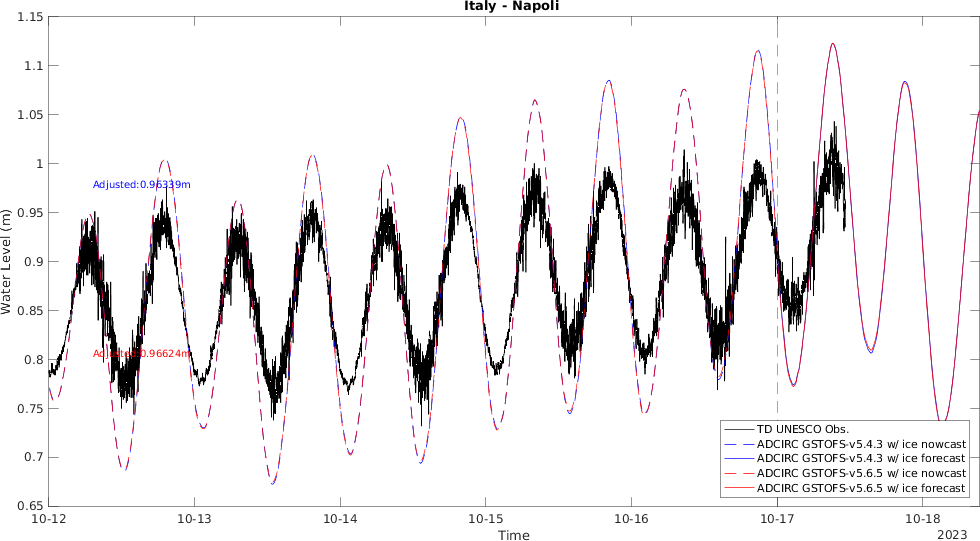 Italy - Napoli
1.15
1.1
1.05
1
0.95
0.9
0.85
0.8
0.75
0.7
0.65
Water Level (m)
Adjusted:0.96339m
Adjusted:0.96624m
TD UNESCO Obs.
ADCIRC GSTOFS-v5.4.3 w/ ice nowcast
ADCIRC GSTOFS-v5.4.3 w/ ice forecast
ADCIRC GSTOFS-v5.6.5 w/ ice nowcast
ADCIRC GSTOFS-v5.6.5 w/ ice forecast
10-12 10-13 10-14 10-15 10-16 10-17 10-18
Time
2023